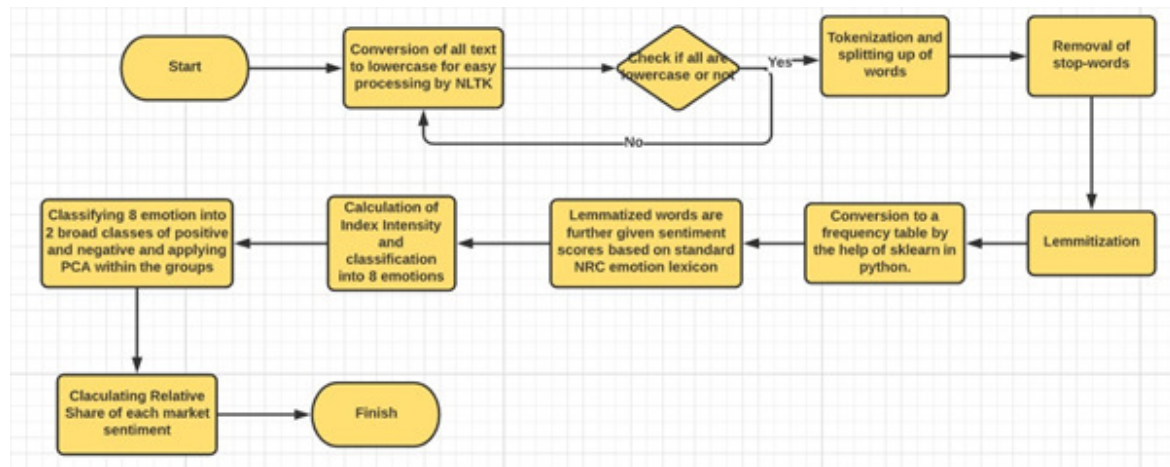 Start
Conversion of all text
to lowercase for easy
processing by NLTK
Check if all are
lowercase or not
Yes
No
Tokenization and
splitting up of
words
Removal of
stop-words
Classifying 8 emotion into
2 broad classes of positive
and negative and applying
PCA within the groups
Calculation of
Index Intensity
and
classification
into 8 emotions
Lemmatized words are
further given sentiment
scores based on standard
NRC emotion lexicon
Conversion to a
frequency table by
the help of sklearn in
python.
Lemmitization
Claculating Relative
Share of each market
sentiment
Finish